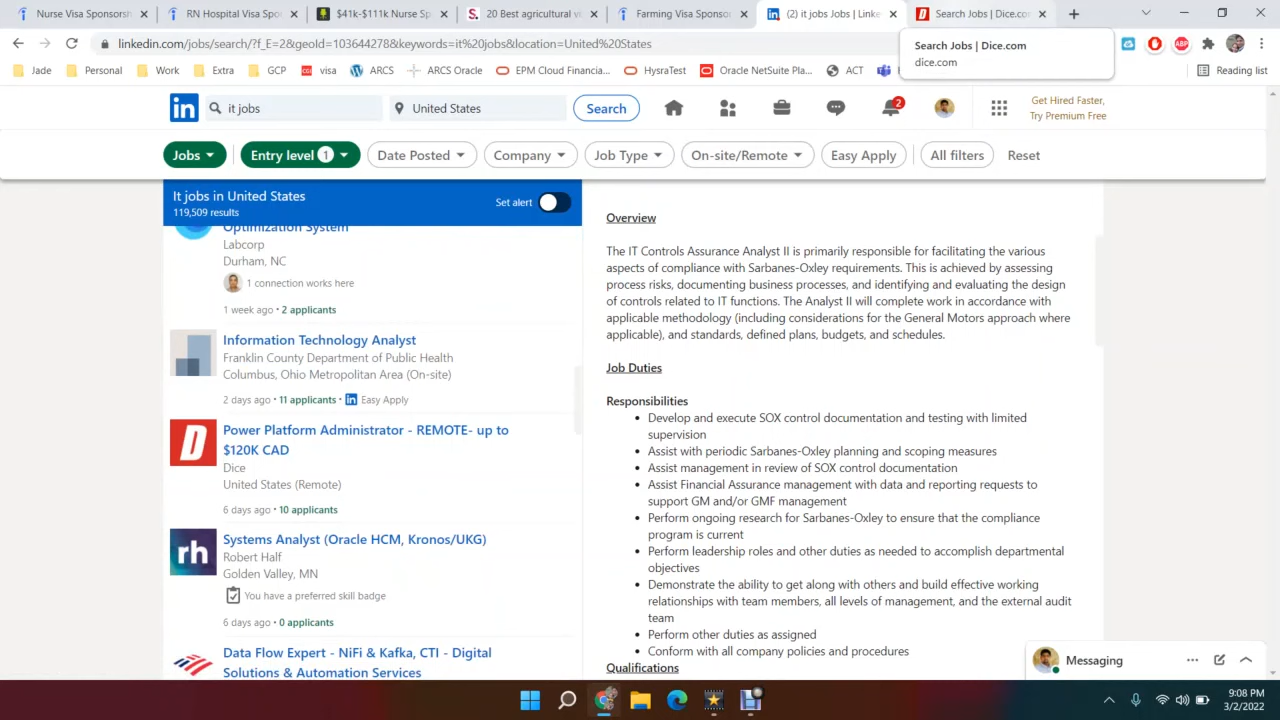 Nurse Visa Sponsorsh
RN Hospital Visa Spo
$41k-$111k Nurse Sp
20 Best agricultural vi
Farming Visa Sponso
(2) it jobs Jobs | Linke
Search Jobs | Dice.co
linkedin.com/jobs/search/?f_E=2&geoId=103644278&keywords=it%20jobs&location=United%20States
Search Jobs | Dice.com
dice.com
ABP
Jade
Personal
Work
Extra
GCP
visa
ARCS
ARCS Oracle
EPM Cloud Financia...
HysraTest
Oracle NetSuite Pla...
ACT
Reading list
in
it jobs
United States
Search
2
Get Hired Faster,
Try Premium Free
Jobs
Entry level 1
Date Posted
Company
Job Type
On-site/Remote
Easy Apply
All filters
Reset
It jobs in United States
119,509 results
Set alert
Optimization System
Labcorp
Durham, NC
1 connection works here
1 week ago • 2 applicants
Information Technology Analyst
Franklin County Department of Public Health
Columbus, Ohio Metropolitan Area (On-site)
2 days ago • 11 applicants • in Easy Apply
D
Power Platform Administrator - REMOTE- up to
$120K CAD
Dice
United States (Remote)
6 days ago • 10 applicants
rh
Systems Analyst (Oracle HCM, Kronos/UKG)
Robert Half
Golden Valley, MN
You have a preferred skill badge
6 days ago • 0 applicants
Data Flow Expert - NiFi & Kafka, CTI - Digital
Solutions & Automation Services
Overview
The IT Controls Assurance Analyst II is primarily responsible for facilitating the various
aspects of compliance with Sarbanes-Oxley requirements. This is achieved by assessing
process risks, documenting business processes, and identifying and evaluating the design
of controls related to IT functions. The Analyst II will complete work in accordance with
applicable methodology (including considerations for the General Motors approach where
applicable), and standards, defined plans, budgets, and schedules.
Job Duties
Responsibilities
• Develop and execute SOX control documentation and testing with limited
supervision
• Assist with periodic Sarbanes-Oxley planning and scoping measures
• Assist management in review of SOX control documentation
• Assist Financial Assurance management with data and reporting requests to
support GM and/or GMF management
• Perform ongoing research for Sarbanes-Oxley to ensure that the compliance
program is current
• Perform leadership roles and other duties as needed to accomplish departmental
objectives
• Demonstrate the ability to get along with others and build effective working
relationships with team members, all levels of management, and the external audit
team
• Perform other duties as assigned
• Conform with all company policies and procedures
Qualifications
Messaging
9:08 PM
3/2/2022